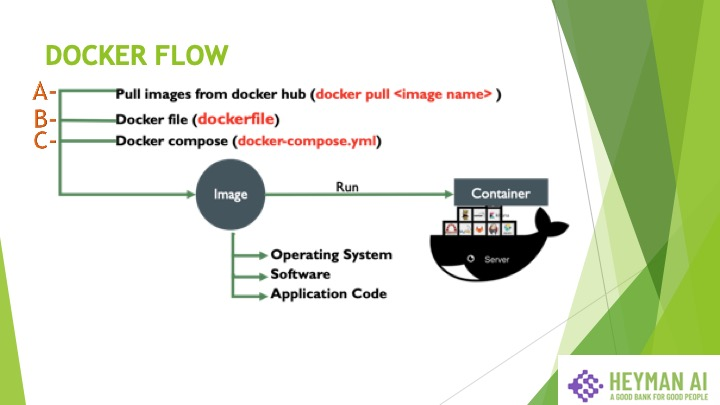 DOCKER FLOW
A- Pull images from docker hub (docker pull <image name> )
B- Docker file (dockerfile)
C- Docker compose (docker-compose.yml)
Image
Run
Container
Operating System
Software
Application Code
Server
HEYMAN AI
A GOOD BANK FOR GOOD PEOPLE